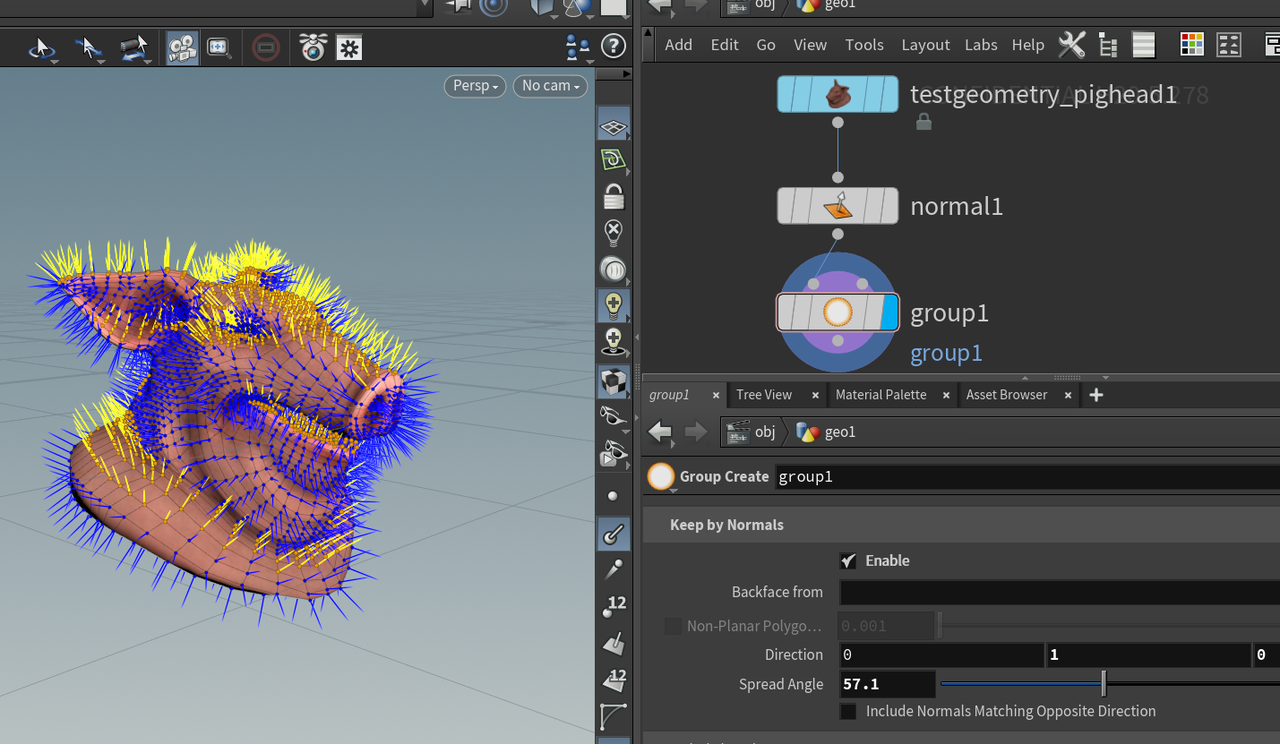 obj geo1
Add Edit Go View Tools Layout Labs Help
Persp No cam
testgeometry_pighead1
normal1
group1
group1
group1 Tree View Material Palette Asset Browser
obj geo1
Group Create group1
Keep by Normals
Enable
Backface from
Non-Planar Polygo... 0.001
Direction 0 1 0
Spread Angle 57.1
Include Normals Matching Opposite Direction
12
12